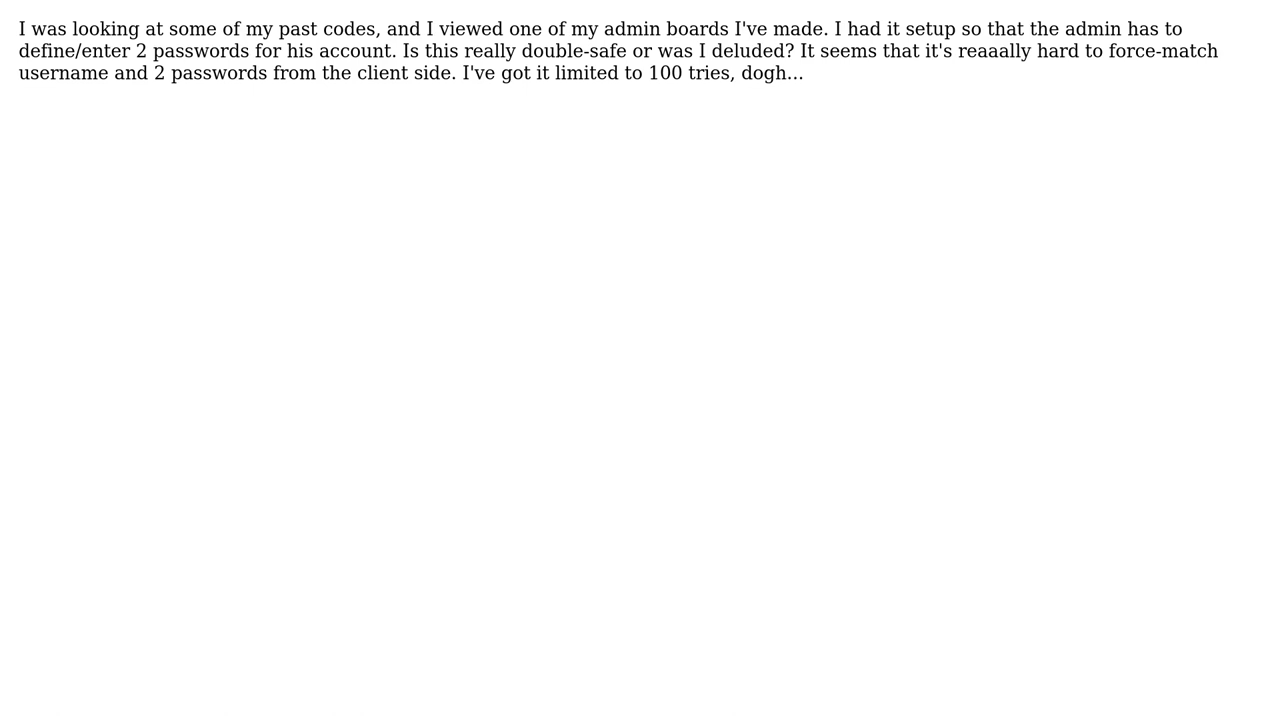 I was looking at some of my past codes, and I viewed one of my admin boards I've made. I had it setup so that the admin has to
define/enter 2 passwords for his account. Is this really double-safe or was I deluded? It seems that it's reaaally hard to force-match
username and 2 passwords from the client side. I've got it limited to 100 tries, dogh...